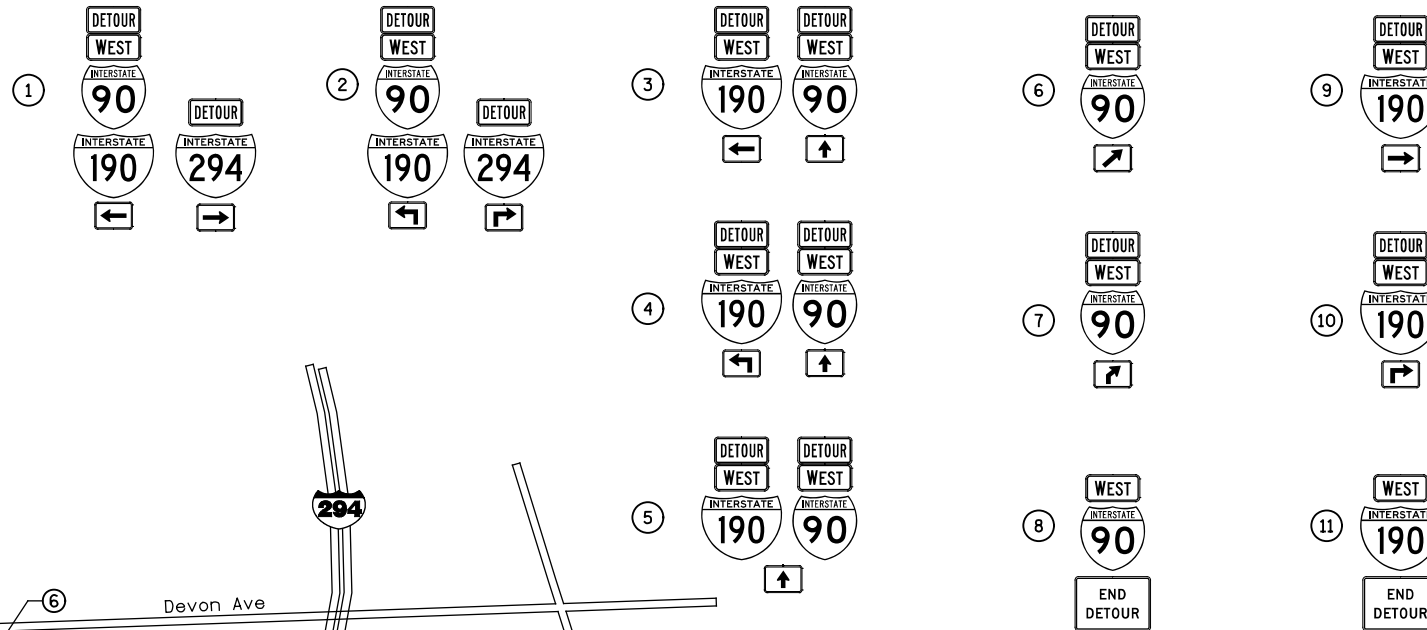 1
DETOUR
WEST
INTERSTATE
90
INTERSTATE
190
DETOUR
INTERSTATE
294
2
DETOUR
WEST
INTERSTATE
90
INTERSTATE
190
DETOUR
INTERSTATE
294
3
DETOUR
WEST
INTERSTATE
190
DETOUR
WEST
INTERSTATE
90
4
DETOUR
WEST
INTERSTATE
190
DETOUR
WEST
INTERSTATE
90
5
DETOUR
WEST
INTERSTATE
190
DETOUR
WEST
INTERSTATE
90
6
DETOUR
WEST
INTERSTATE
90
7
DETOUR
WEST
INTERSTATE
90
8
WEST
INTERSTATE
90
END
DETOUR
9
DETOUR
WEST
INTERSTAT
190
10
DETOUR
WEST
INTERSTAT
190
11
WEST
INTERSTAT
190
END
DETOUR
294
6
Devon Ave